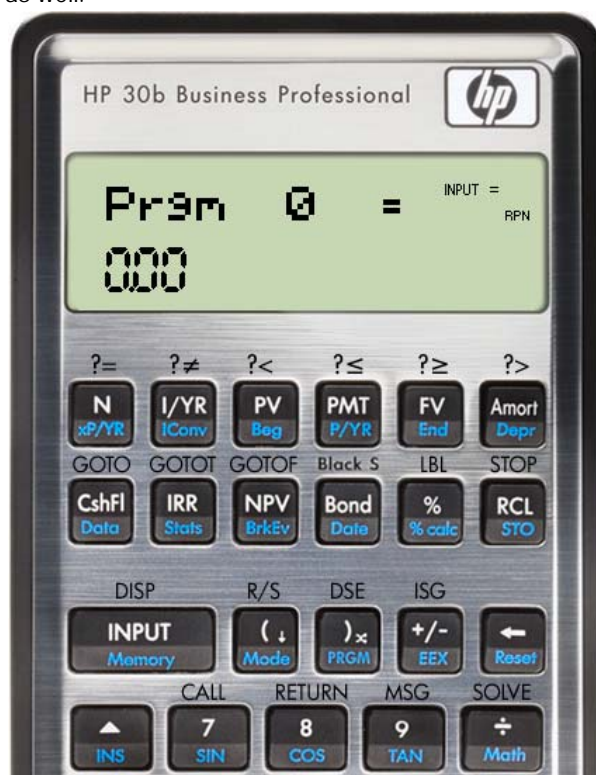 HP 30b Business Professional
hp
Prgm 0 =
INPUT =
RPN
0.00
?= ?≠ ?< ?≤ ?≥ ?>
N I/YR PV PMT FV Amort
xP/YR IConv Beg P/YR End Depr
GOTO GOTOT GOTOF Black S LBL STOP
CshFl IRR NPV Bond % RCL
Data Stats BrkEv Date % calc STO
DISP R/S DSE ISG
INPUT (↓ )x +/- ←
Memory Mode PRGM EEX Reset
CALL RETURN MSG SOLVE
▲ 7 8 9 ÷
INS SIN COS TAN Math